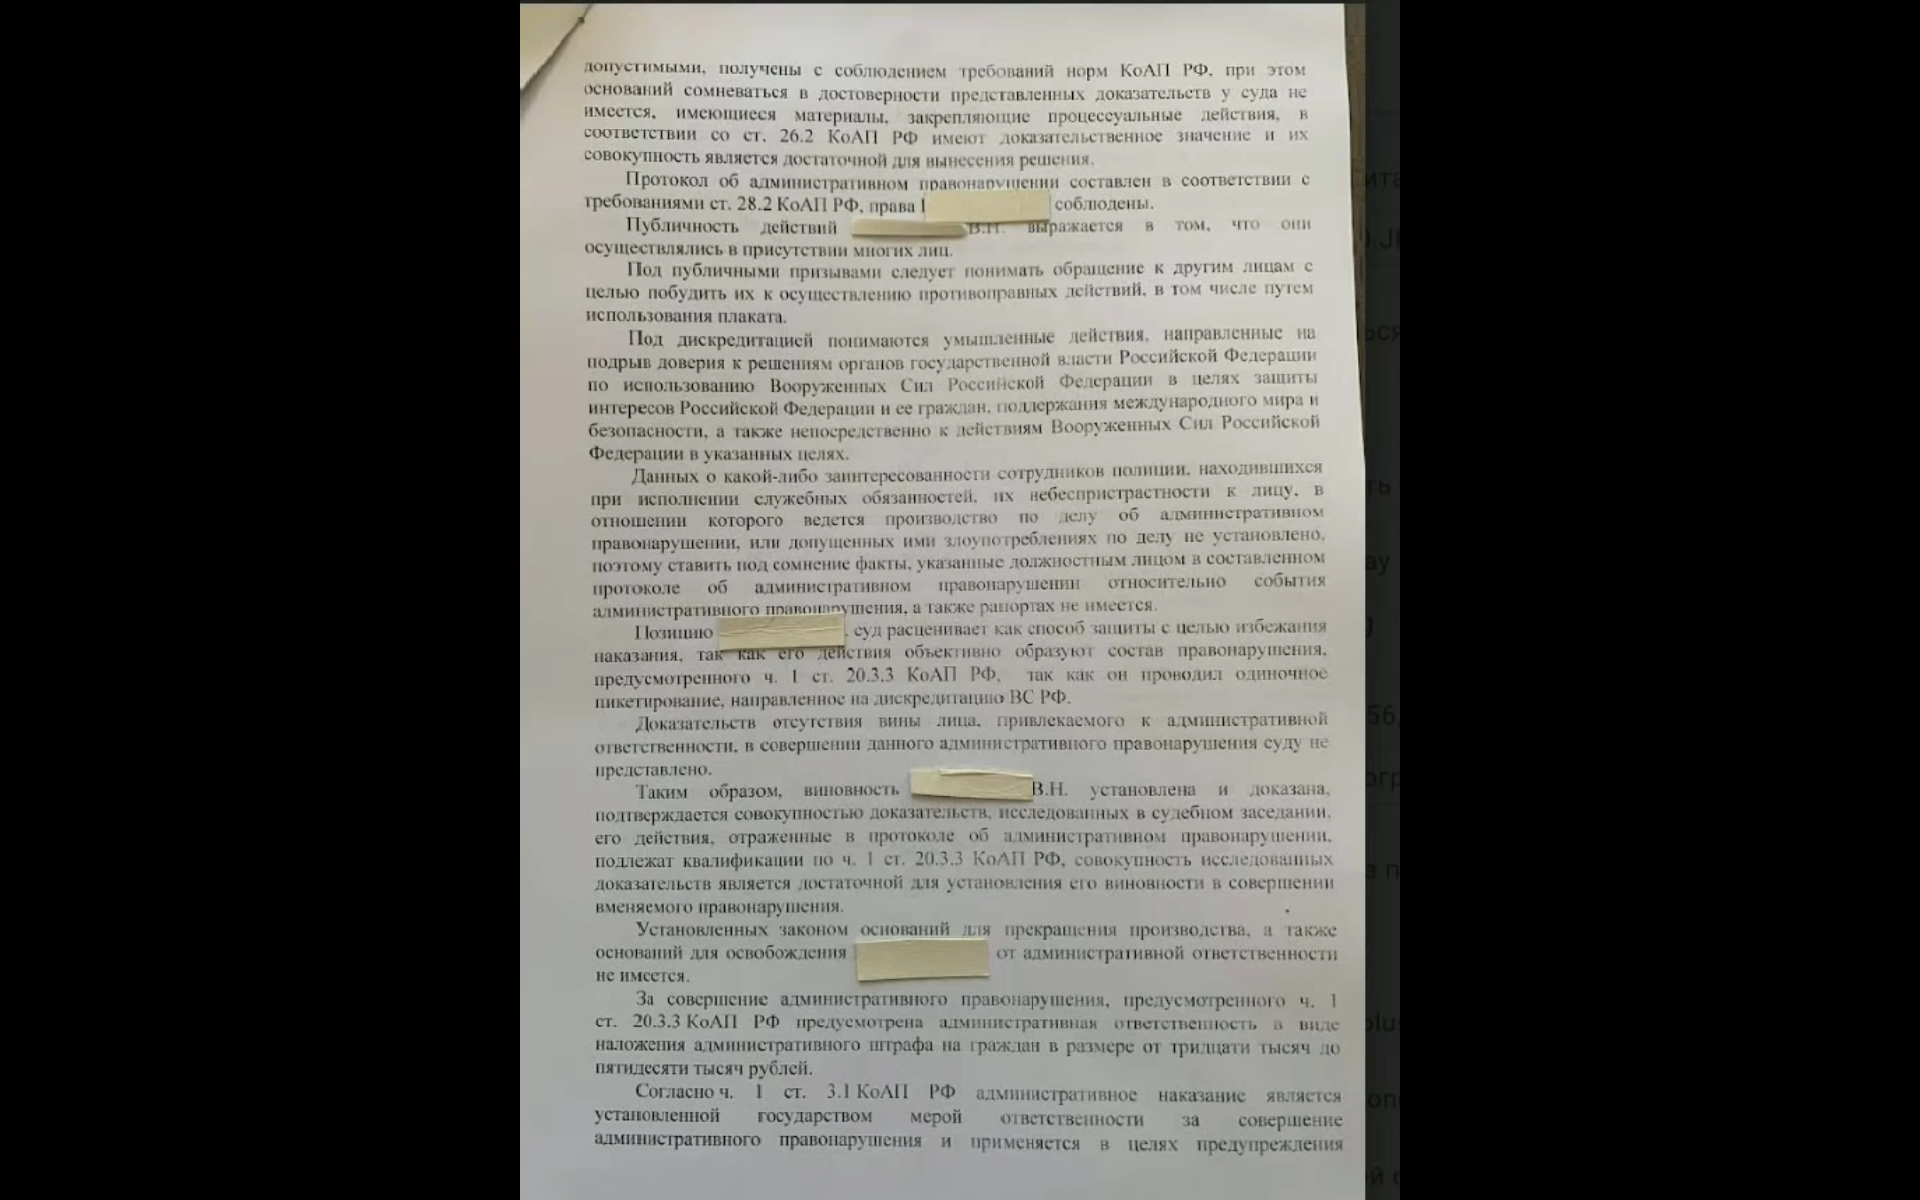 допустимыми, получены с соблюдением требований норм КоАП РФ, при этом
оснований сомневаться в достоверности представленных доказательств у суда не
имеется, имеющиеся материалы, закрепляющие процессуальные действия, в
соответствии со ст. 26.2 КоАП РФ имеют доказательственное значение и их
совокупность является достаточной для вынесения решения.
Протокол об административном правонарушении составлен в соответствии с
требованиями ст. 28.2 КоАП РФ, права соблюдены.
Публичность действий В.Н. выражается в том, что они
осуществлялись в присутствии многих лиц.
Под публичными призывами следует понимать обращение к другим лицам с
целью побудить их к осуществлению противоправных действий, в том числе путем
использования плаката.
Под дискредитацией понимаются умышленные действия, направленные на
подрыв доверия к решениям органов государственной власти Российской Федерации
по использованию Вооруженных Сил Российской Федерации в целях защиты
интересов Российской Федерации и ее граждан, поддержания международного мира и
безопасности, а также непосредственно к действиям Вооруженных Сил Российской
Федерации в указанных целях.
Данных о какой-либо заинтересованности сотрудников полиции, находившихся
при исполнении служебных обязанностей, их небеспристрастности к лицу, в
отношении которого ведется производство по делу об административном
правонарушении, или допущенных ими злоупотреблениях по делу не установлено,
поэтому ставить под сомнение факты, указанные должностным лицом в составленном
протоколе об административном правонарушении относительно события
административного правонарушения, а также рапортах не имеется.
Позицию суд расценивает как способ защиты с целью избежания
наказания, так как его действия объективно образуют состав правонарушения,
предусмотренного ч. 1 ст. 20.3.3 КоАП РФ, так как он проводил одиночное
пикетирование, направленное на дискредитацию ВС РФ.
Доказательств отсутствия вины лица, привлекаемого к административной
ответственности, в совершении данного административного правонарушения суду не
представлено.
Таким образом, виновность В.Н. установлена и доказана,
подтверждается совокупностью доказательств, исследованных в судебном заседании,
его действия, отраженные в протоколе об административном правонарушении,
подлежат квалификации по ч. 1 ст. 20.3.3 КоАП РФ, совокупность исследованных
доказательств является достаточной для установления его виновности в совершении
вменяемого правонарушения.
Установленных законом оснований для прекращения производства, а также
оснований для освобождения от административной ответственности
не имеется.
За совершение административного правонарушения, предусмотренного ч. 1
ст. 20.3.3 КоАП РФ предусмотрена административная ответственность в виде
наложения административного штрафа на граждан в размере от тридцати тысяч до
пятидесяти тысяч рублей.
Согласно ч. 1 ст. 3.1 КоАП РФ административное наказание является
установленной государством мерой ответственности за совершение
административного правонарушения и применяется в целях предупреждения